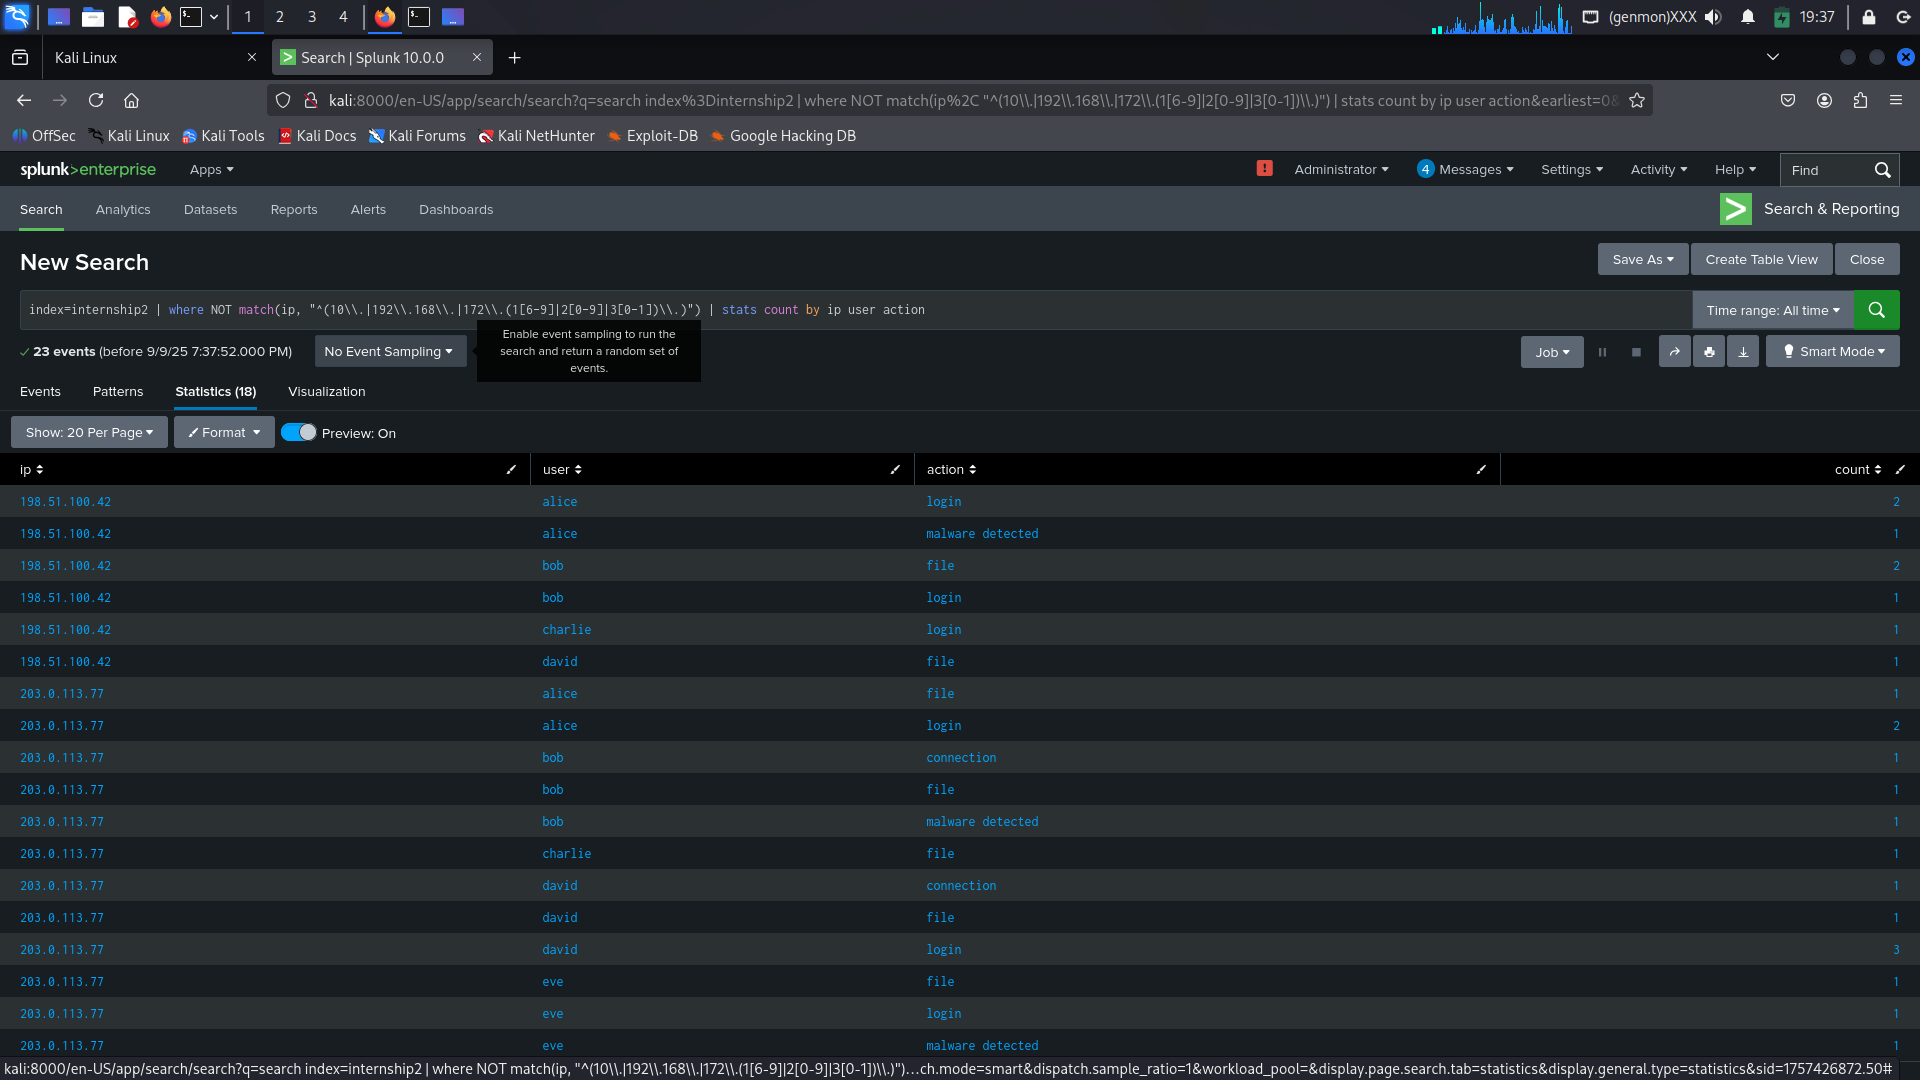 1 2 3 4 (genmon)XXX 19:37
Kali Linux
Search | Splunk 10.0.0
kali:8000/en-US/app/search/search?q=search index%3Dinternship2 | where NOT match(ip%2C "^(10\\.|192\\.168\\.|172\\.(1[6-9]|2[0-9]|3[0-1])\\.)") | stats count by ip user action&earliest=0&
OffSec Kali Linux Kali Tools Kali Docs Kali Forums Kali NetHunter Exploit-DB Google Hacking DB
splunk>enterprise Apps Administrator 4 Messages Settings Activity Help Find
Search Analytics Datasets Reports Alerts Dashboards Search & Reporting
New Search
Save As Create Table View Close
index=internship2 | where NOT match(ip, "^(10\\.|192\\.168\\.|172\\.(1[6-9]|2[0-9]|3[0-1])\\.)") | stats count by ip user action
Time range: All time
23 events (before 9/9/25 7:37:52.000 PM)
No Event Sampling
Enable event sampling to run the
search and return a random set of
events.
Job
Smart Mode
Events Patterns Statistics (18) Visualization
Show: 20 Per Page Format Preview: On
ip user action count
198.51.100.42 alice login 2
198.51.100.42 alice malware detected 1
198.51.100.42 bob file 2
198.51.100.42 bob login 1
198.51.100.42 charlie login 1
198.51.100.42 david file 1
203.0.113.77 alice file 1
203.0.113.77 alice login 2
203.0.113.77 bob connection 1
203.0.113.77 bob file 1
203.0.113.77 bob malware detected 1
203.0.113.77 charlie file 1
203.0.113.77 david connection 1
203.0.113.77 david file 1
203.0.113.77 david login 3
203.0.113.77 eve file 1
203.0.113.77 eve login 1
203.0.113.77 eve malware detected 1
kali:8000/en-US/app/search/search?q=search index=internship2 | where NOT match(ip, "^(10\\.|192\\.168\\.|172\\.(1[6-9]|2[0-9]|3[0-1])\\.)")…ch.mode=smart&dispatch.sample_ratio=1&workload_pool=&display.page.search.tab=statistics&display.general.type=statistics&sid=1757426872.50#